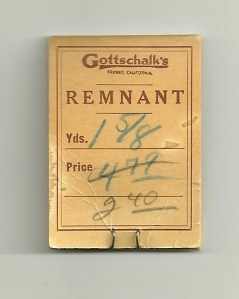 Gottschalk's
FRESNO, CALIFORNIA
REMNANT
Yds. 1 5/8
Price 4 79
2 40